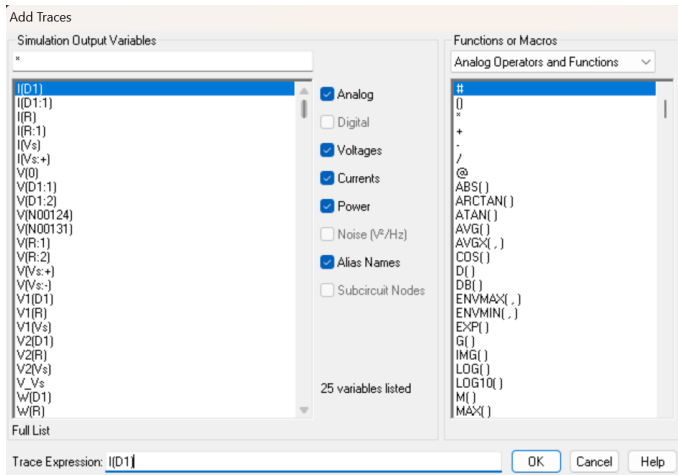 Add Traces
Simulation Output Variables
*
I(D1)
I(D1:1)
I(R)
I(R:1)
I(Vs)
I(Vs:+)
V(0)
V(D1:1)
V(D1:2)
V(N00124)
V(N00131)
V(R:1)
V(R:2)
V(Vs:+)
V(Vs:-)
V1(D1)
V1(R)
V1(Vs)
V2(D1)
V2(R)
V2(Vs)
V_Vs
W(D1)
W(R)
Full List
Analog
Digital
Voltages
Currents
Power
Noise (V²/Hz)
Alias Names
Subcircuit Nodes
25 variables listed
Functions or Macros
Analog Operators and Functions
#
()
*
+
-
/
@
ABS( )
ARCTAN( )
ATAN( )
AVG( )
AVGX( , )
COS( )
D( )
DB( )
ENVMAX( , )
ENVMIN( , )
EXP( )
G( )
IMG( )
LOG( )
LOG10( )
M( )
MAX( )
Trace Expression: I(D1)
OK
Cancel
Help